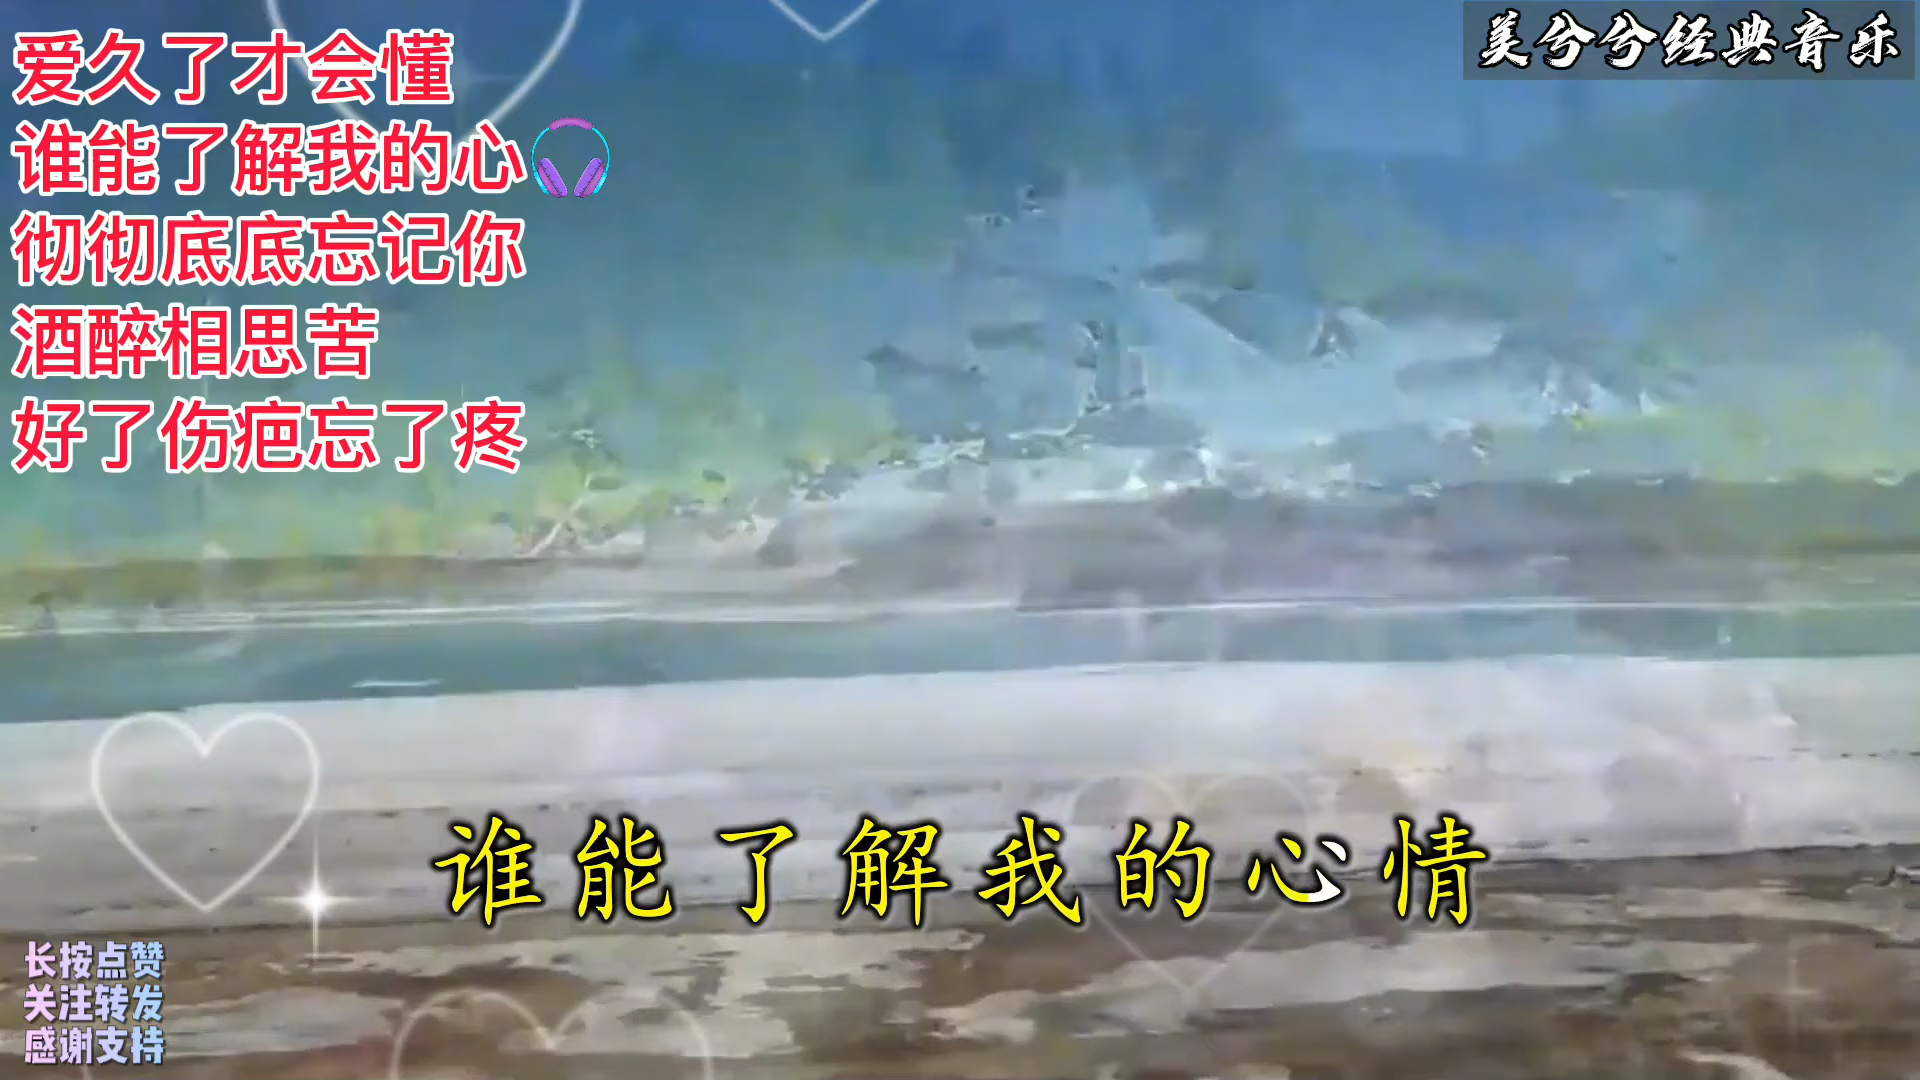 爱久了才会懂
谁能了解我的心
彻彻底底忘记你
酒醉相思苦
好了伤疤忘了疼
美兮兮经典音乐
谁能了解我的心情
长按点赞
关注转发
感谢支持